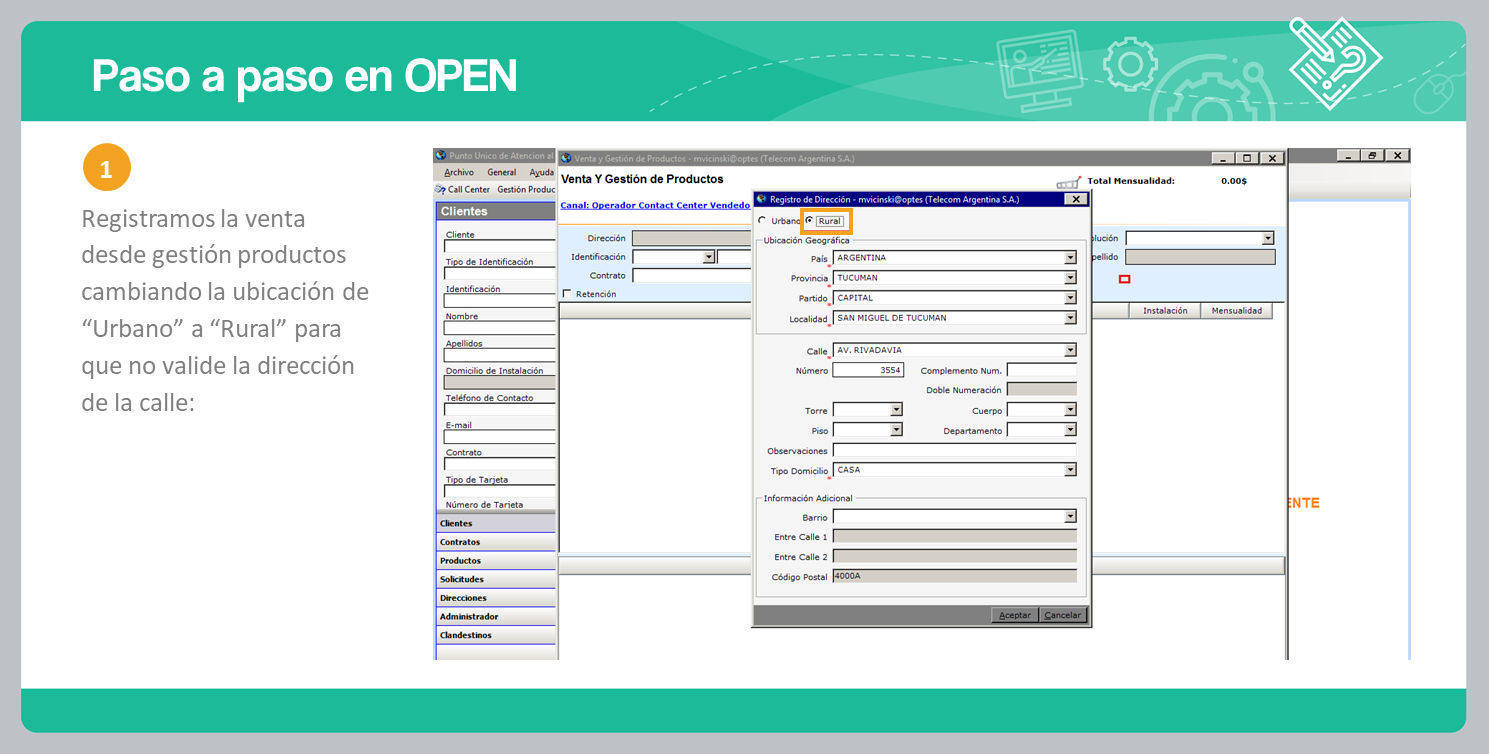 Paso a paso en OPEN
1
Registramos la venta
desde gestión productos
cambiando la ubicación de
“Urbano” a “Rural” para
que no valide la dirección
de la calle:
Punto Unico de Atencion al
Archivo General Ayuda
Call Center Gestión Produc
Clientes
Cliente
Tipo de Identificación
Identificación
Nombre
Apellidos
Domicilio de Instalación
Teléfono de Contacto
E-mail
Contrato
Tipo de Tarjeta
Número de Tarjeta
Clientes
Contratos
Productos
Solicitudes
Direcciones
Administrador
Clandestinos
Venta y Gestión de Productos - mvicinski@optes (Telecom Argentina S.A.)
Venta Y Gestión de Productos
Total Mensualidad: 0.00$
Canal: Operador Contact Center Vendedo
Dirección
Identificación
Contrato
Retención
olución
pellido
Instalación Mensualidad
ENTE
Registro de Dirección - mvicinski@optes (Telecom Argentina S.A.)
Urbano Rural
Ubicación Geográfica
País ARGENTINA
Provincia TUCUMAN
Partido CAPITAL
Localidad SAN MIGUEL DE TUCUMAN
Calle AV. RIVADAVIA
Número 3554 Complemento Num.
Doble Numeración
Torre Cuerpo
Piso Departamento
Observaciones
Tipo Domicilio CASA
Información Adicional
Barrio
Entre Calle 1
Entre Calle 2
Código Postal 4000A
Aceptar Cancelar